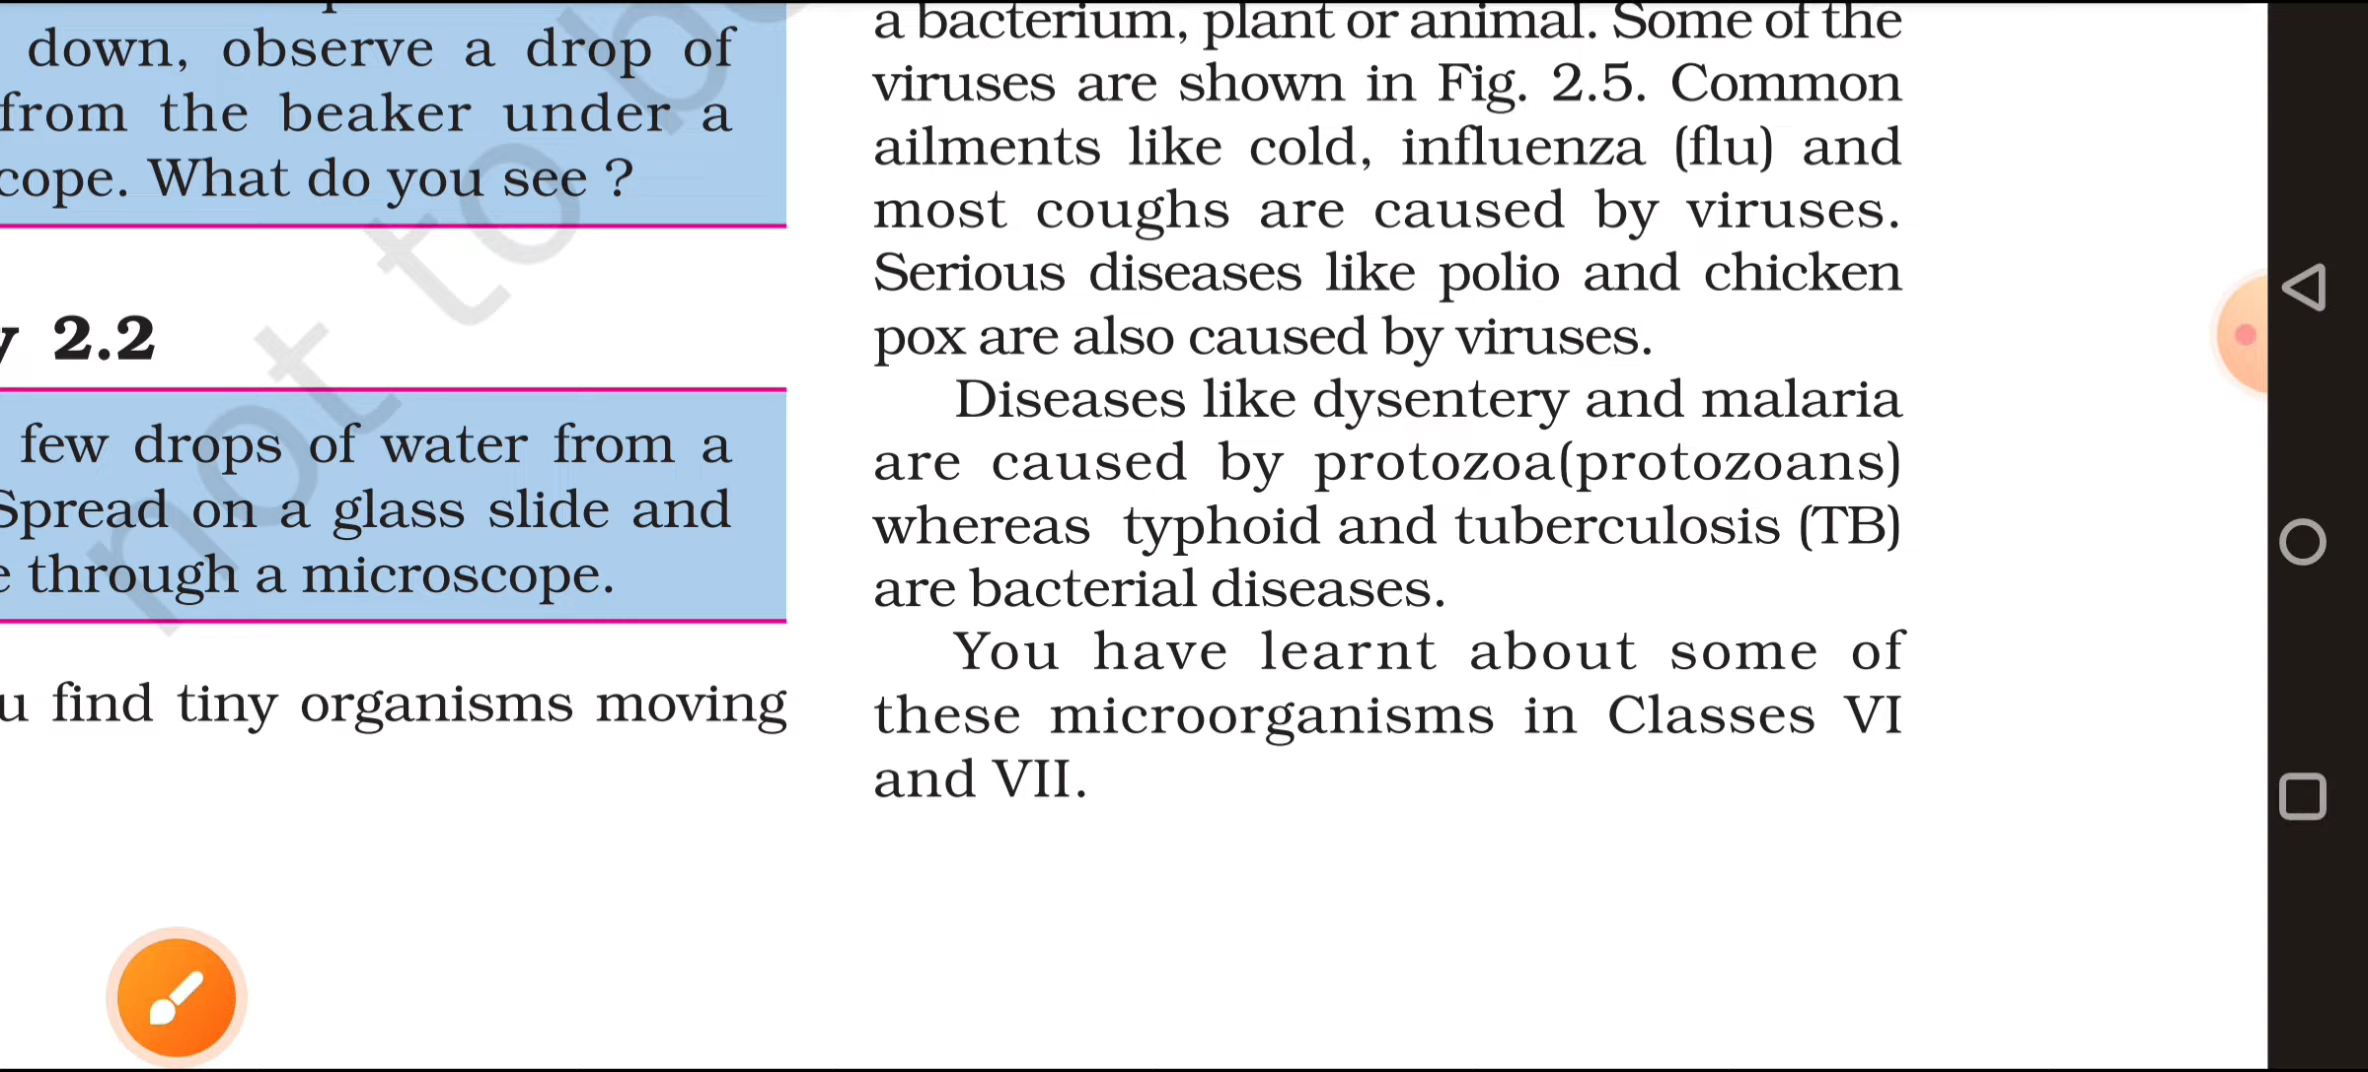 down, observe a drop of
from the beaker under a
cope. What do you see ?
2.2
few drops of water from a
Spread on a glass slide and
e through a microscope.
u find tiny organisms moving
a bacterium, plant or animal. Some of the
viruses are shown in Fig. 2.5. Common
ailments like cold, influenza (flu) and
most coughs are caused by viruses.
Serious diseases like polio and chicken
pox are also caused by viruses.
Diseases like dysentery and malaria
are caused by protozoa(protozoans)
whereas typhoid and tuberculosis (TB)
are bacterial diseases.
You have learnt about some of
these microorganisms in Classes VI
and VII.
not to b